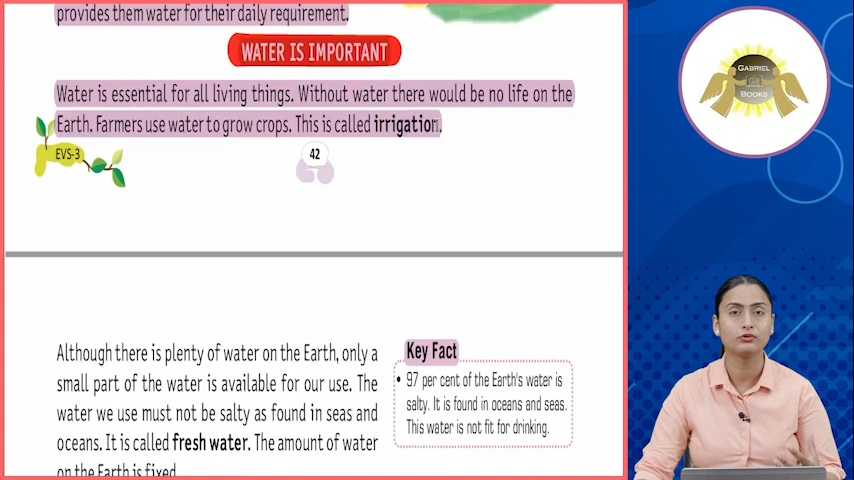 provides them water for their daily requirement.
WATER IS IMPORTANT
Water is essential for all living things. Without water there would be no life on the
Earth. Farmers use water to grow crops. This is called irrigation.
EVS-3
42
Although there is plenty of water on the Earth, only a
small part of the water is available for our use. The
water we use must not be salty as found in seas and
oceans. It is called fresh water. The amount of water
on the Earth is fixed.
Key Fact
• 97 per cent of the Earth's water is
salty. It is found in oceans and seas.
This water is not fit for drinking.
GABRIEL
GB
BOOKS